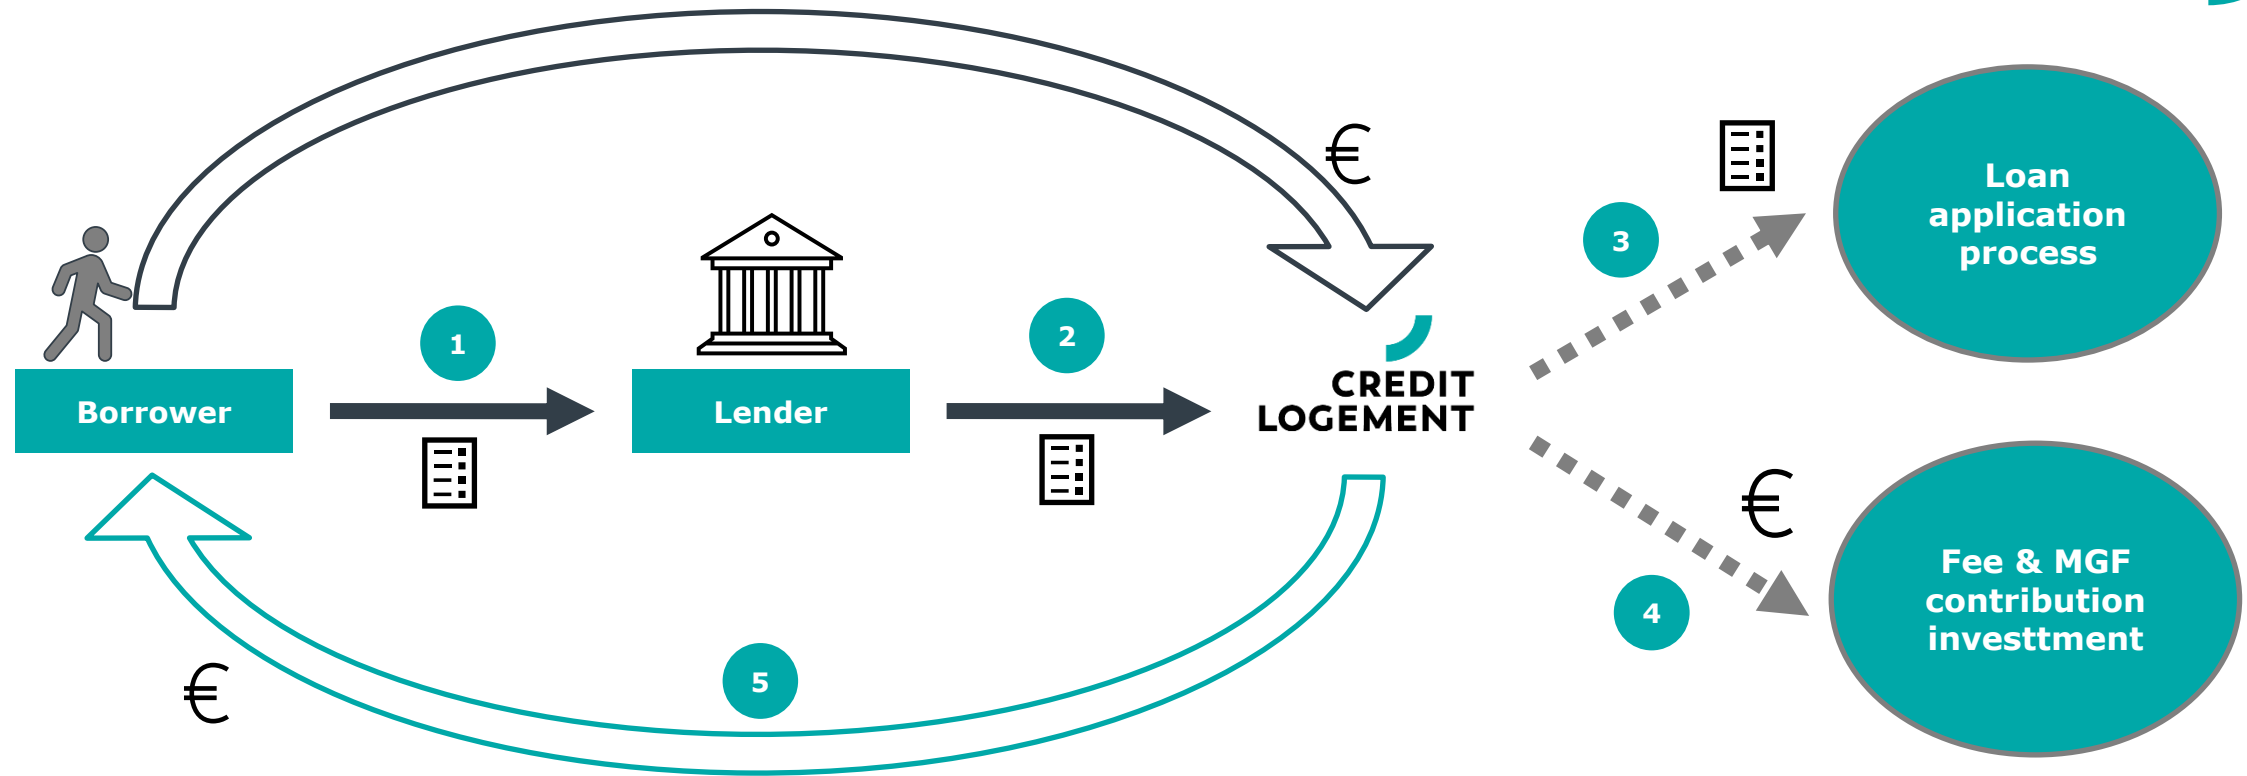 €
3
Loan
application
process
1
2
Borrower
Lender
CREDIT
LOGEMENT
€
4
Fee & MGF
contribution
investtment
€
5